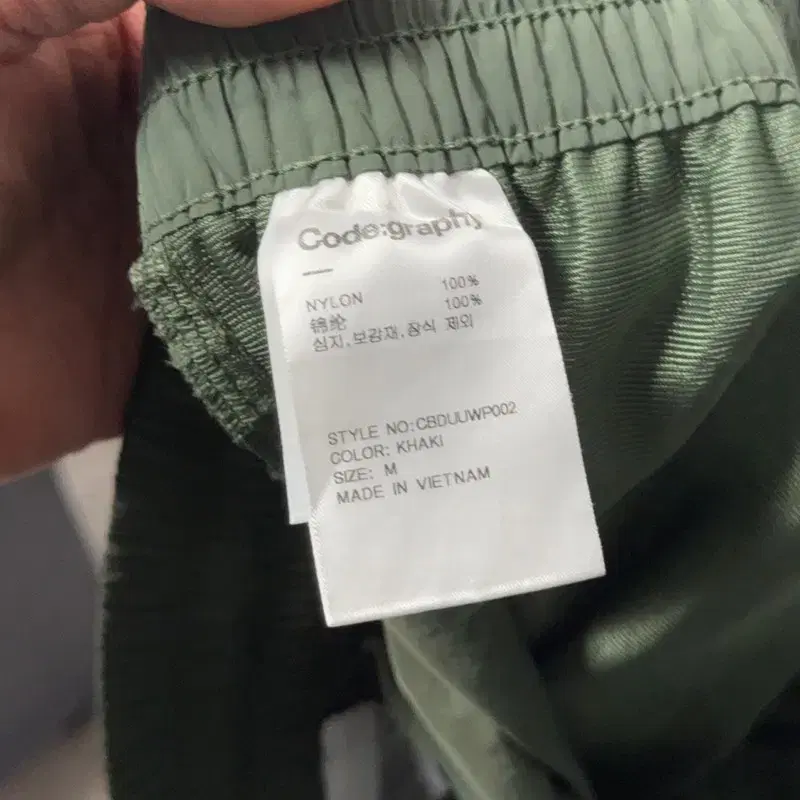 Code:graphy
NYLON 100%
锦纶 100%
심지,보강재,장식 제외
STYLE NO:CBDUUWP002
COLOR: KHAKI
SIZE: M
MADE IN VIETNAM